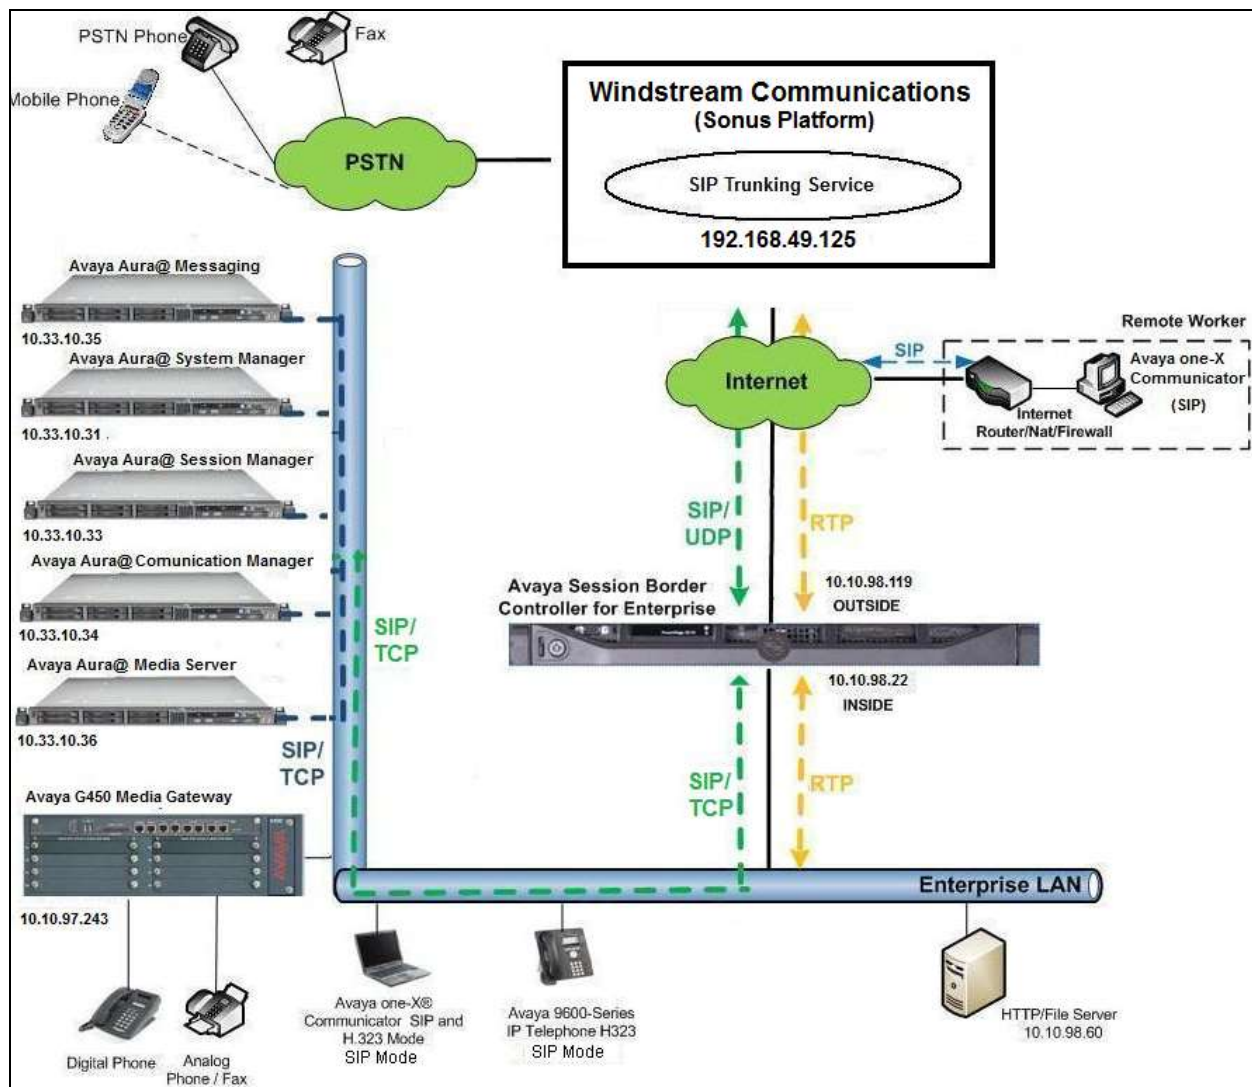 PSTN Phone
Fax
Mobile Phone
PSTN
Windstream Communications
(Sonus Platform)
SIP Trunking Service
192.168.49.125
Avaya Aura@ Messaging
10.33.10.35
Avaya Aura@ System Manager
10.33.10.31
Avaya Aura@ Session Manager
10.33.10.33
Avaya Aura@ Comunication Manager
10.33.10.34
Avaya Aura@ Media Server
10.33.10.36
SIP/
TCP
SIP/
TCP
Internet
SIP
Remote Worker
Avaya one-X
Communicator
(SIP)
Internet
Router/Nat/Firewall
SIP/
UDP
RTP
Avaya Session Border
Controller for Enterprise
10.10.98.119
OUTSIDE
10.10.98.22
INSIDE
SIP/
TCP
RTP
Avaya G450 Media Gateway
AVAYA
10.10.97.243
Enterprise LAN
Digital Phone
Analog
Phone / Fax
Avaya one-X®
Communicator SIP and
H.323 Mode
SIP Mode
Avaya 9600-Series
IP Telephone H323
SIP Mode
HTTP/File Server
10.10.98.60